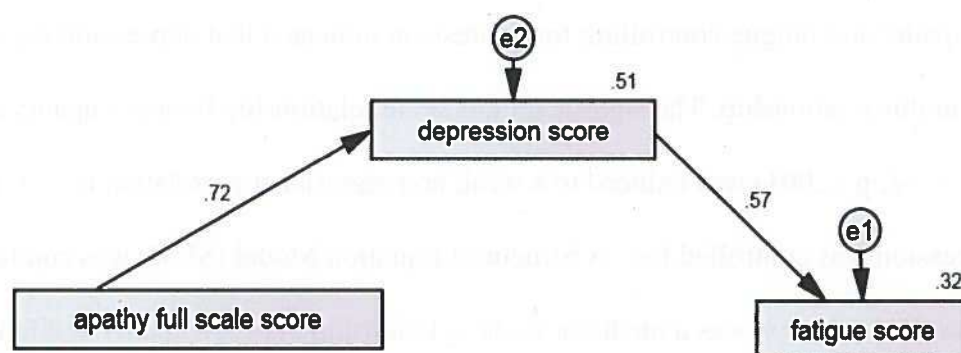 e2
.51
depression score
.72
.57
e1
.32
apathy full scale score
fatigue score